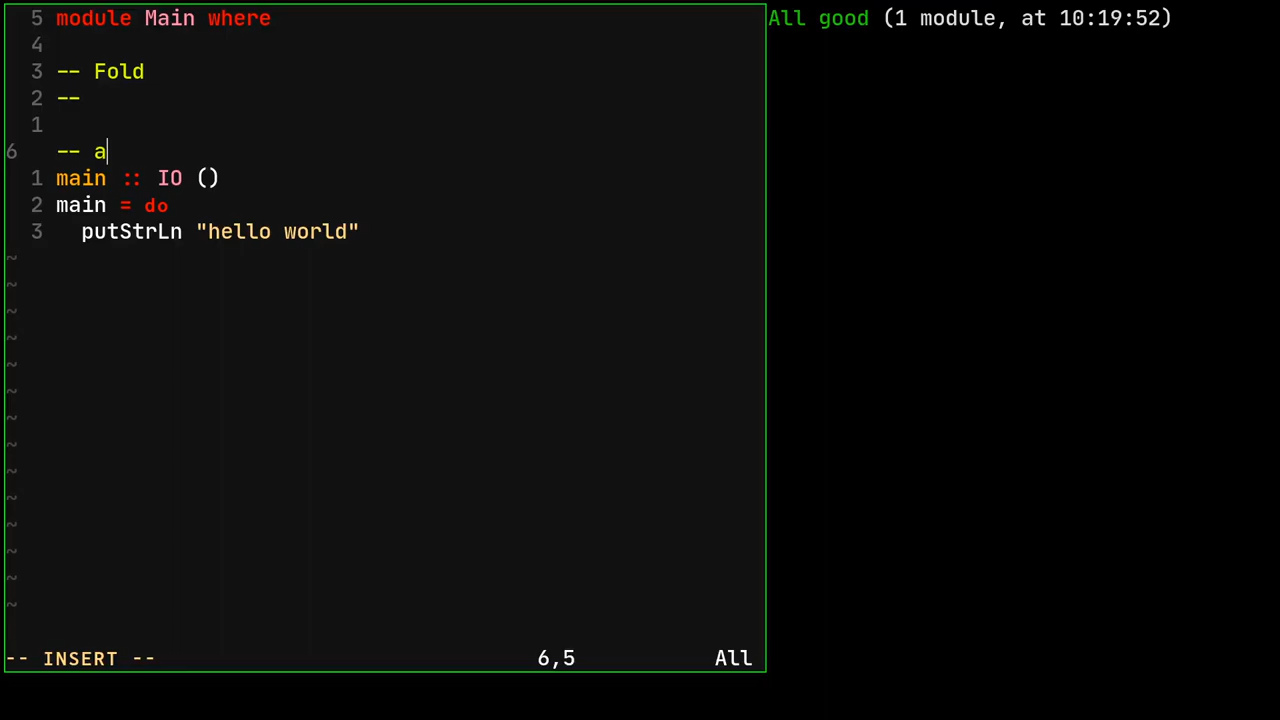 5 module Main where
4
3 -- Fold
2 --
1
6 -- a
1 main :: IO ()
2 main = do
3   putStrLn "hello world"
~
~
~
~
~
~
~
~
~
~
~
~
~
~
-- INSERT -- 6,5 All
All good (1 module, at 10:19:52)